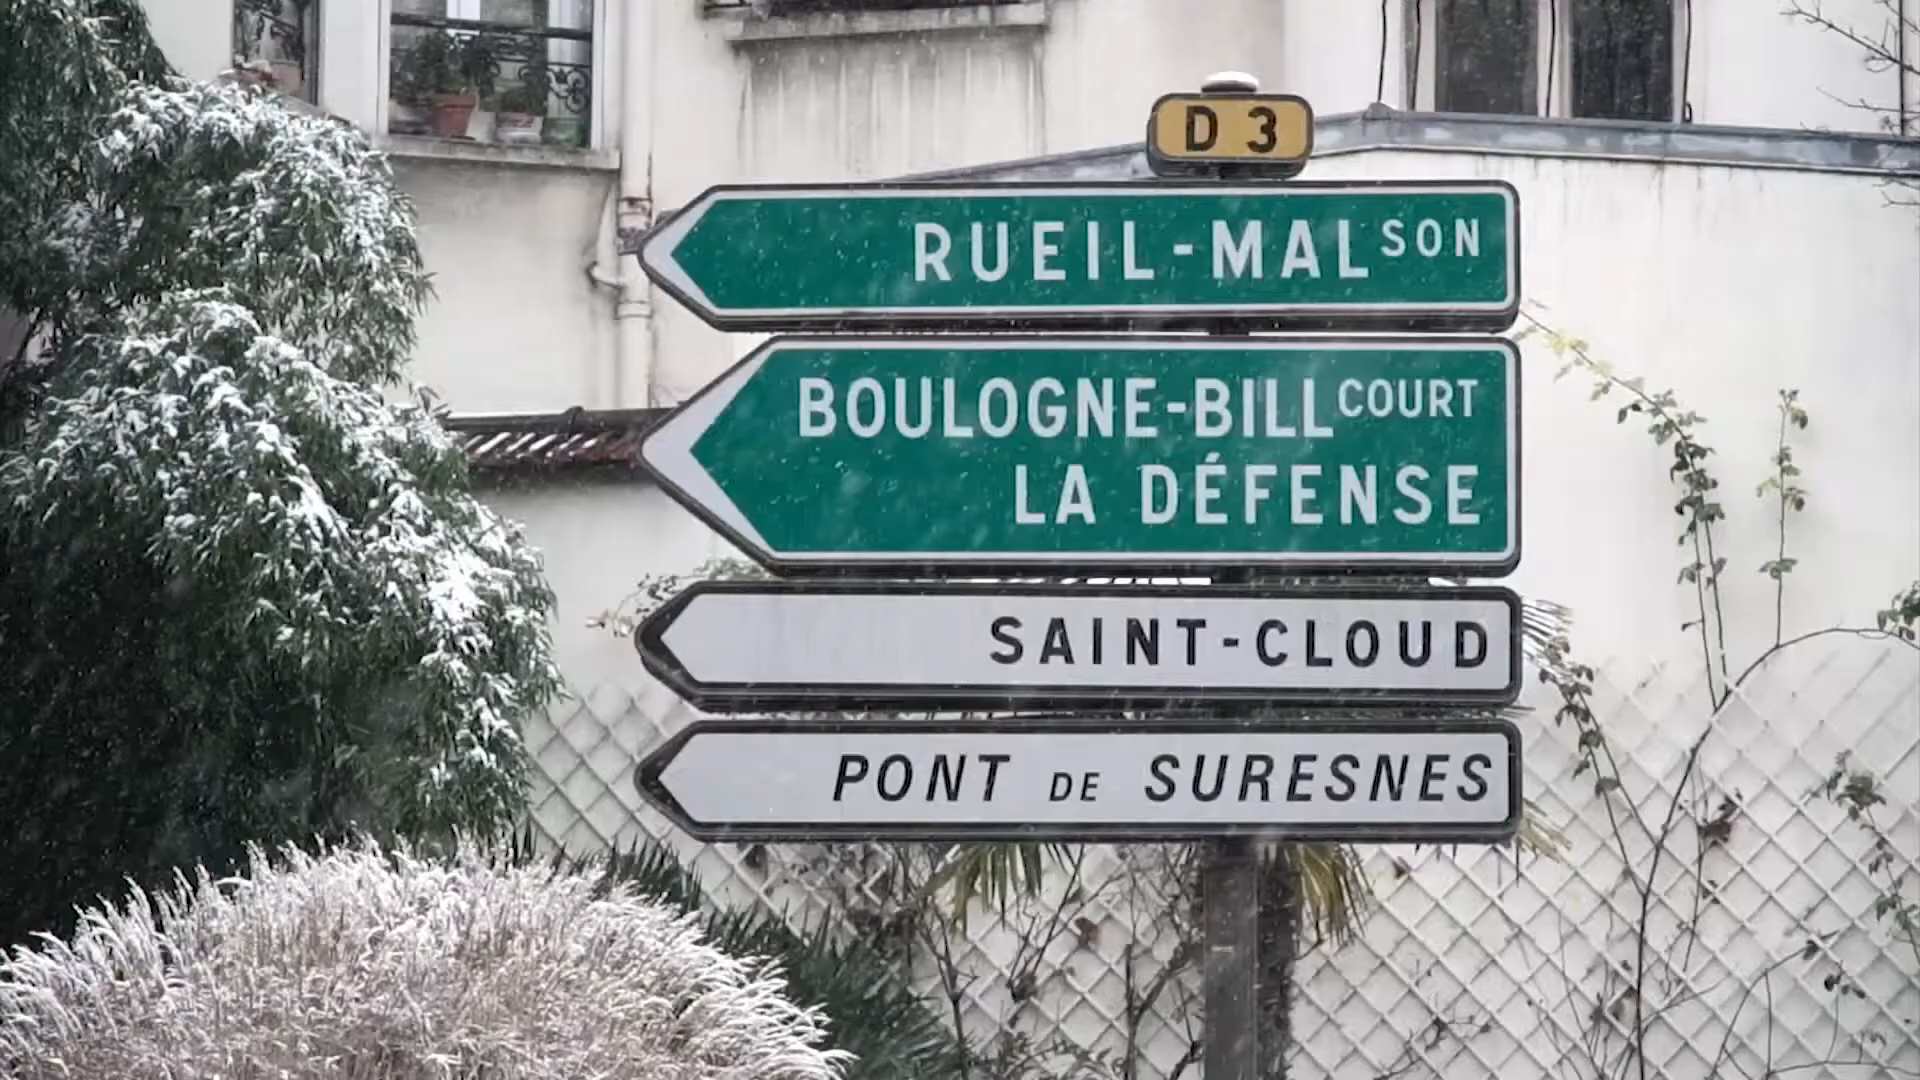 D 3
RUEIL-MALSON
BOULOGNE-BILLCOURT
LA DÉFENSE
SAINT-CLOUD
PONT DE SURESNES